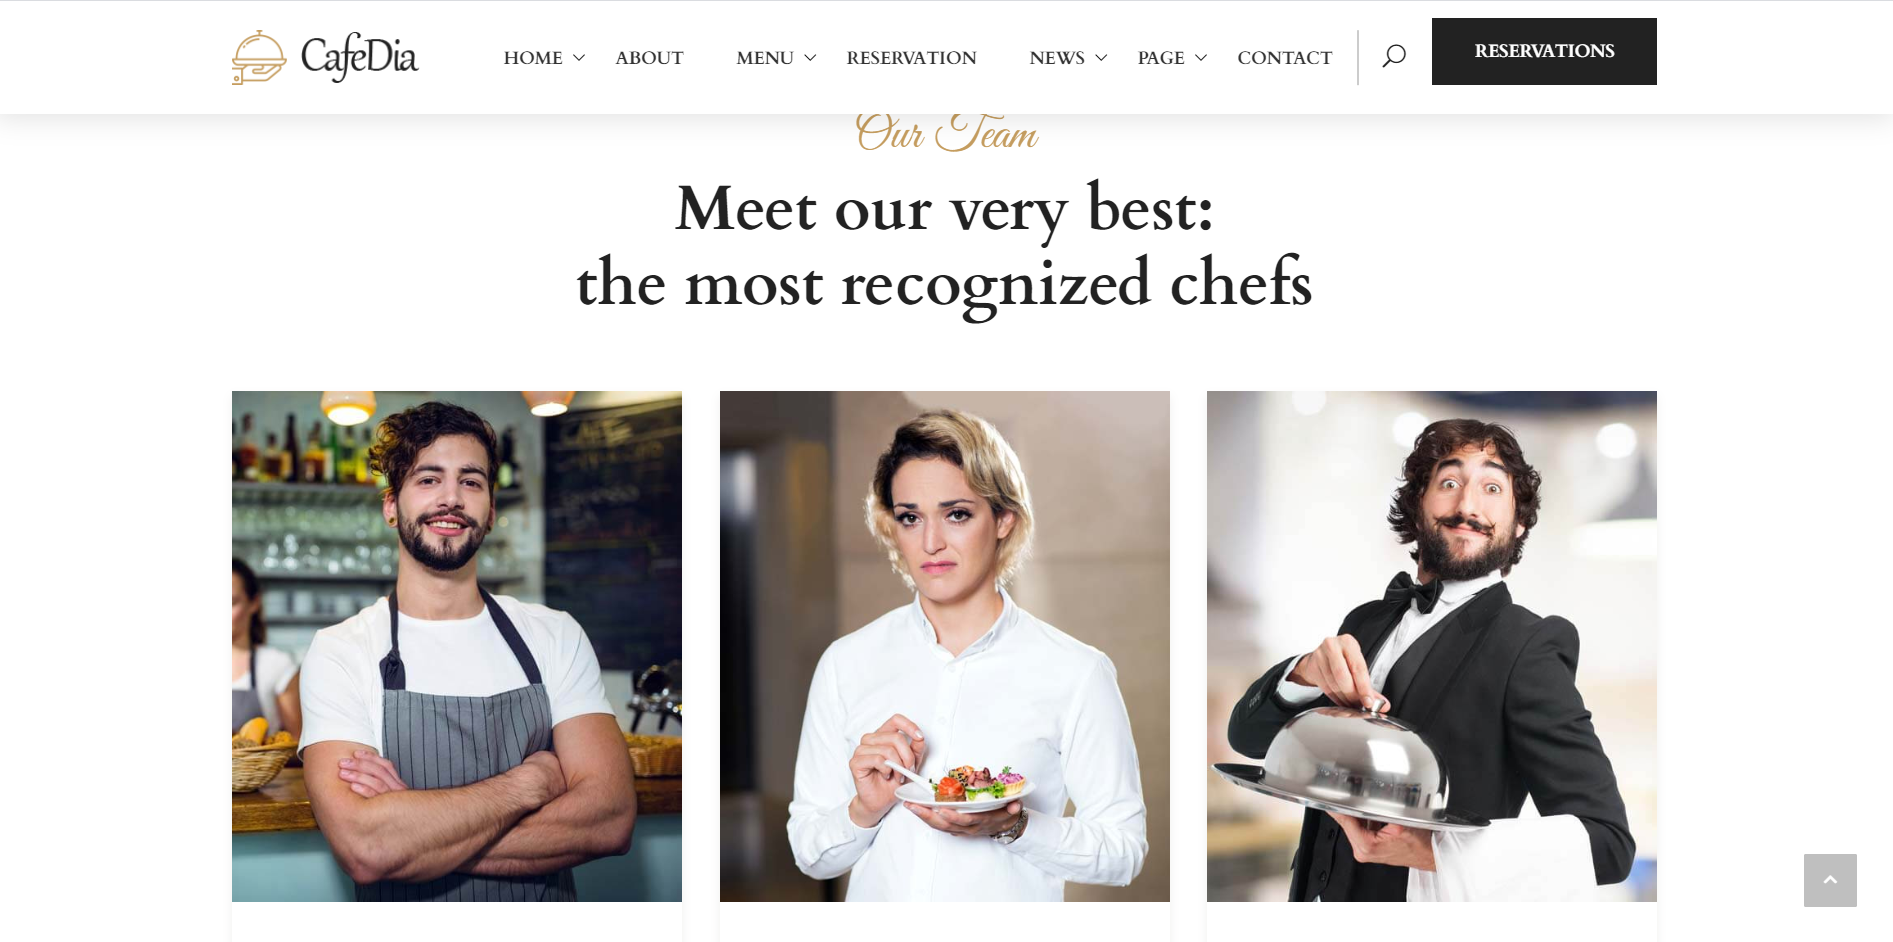 CafeDia
HOME
ABOUT
MENU
RESERVATION
NEWS
PAGE
CONTACT
RESERVATIONS
Our Team
Meet our very best:
the most recognized chefs